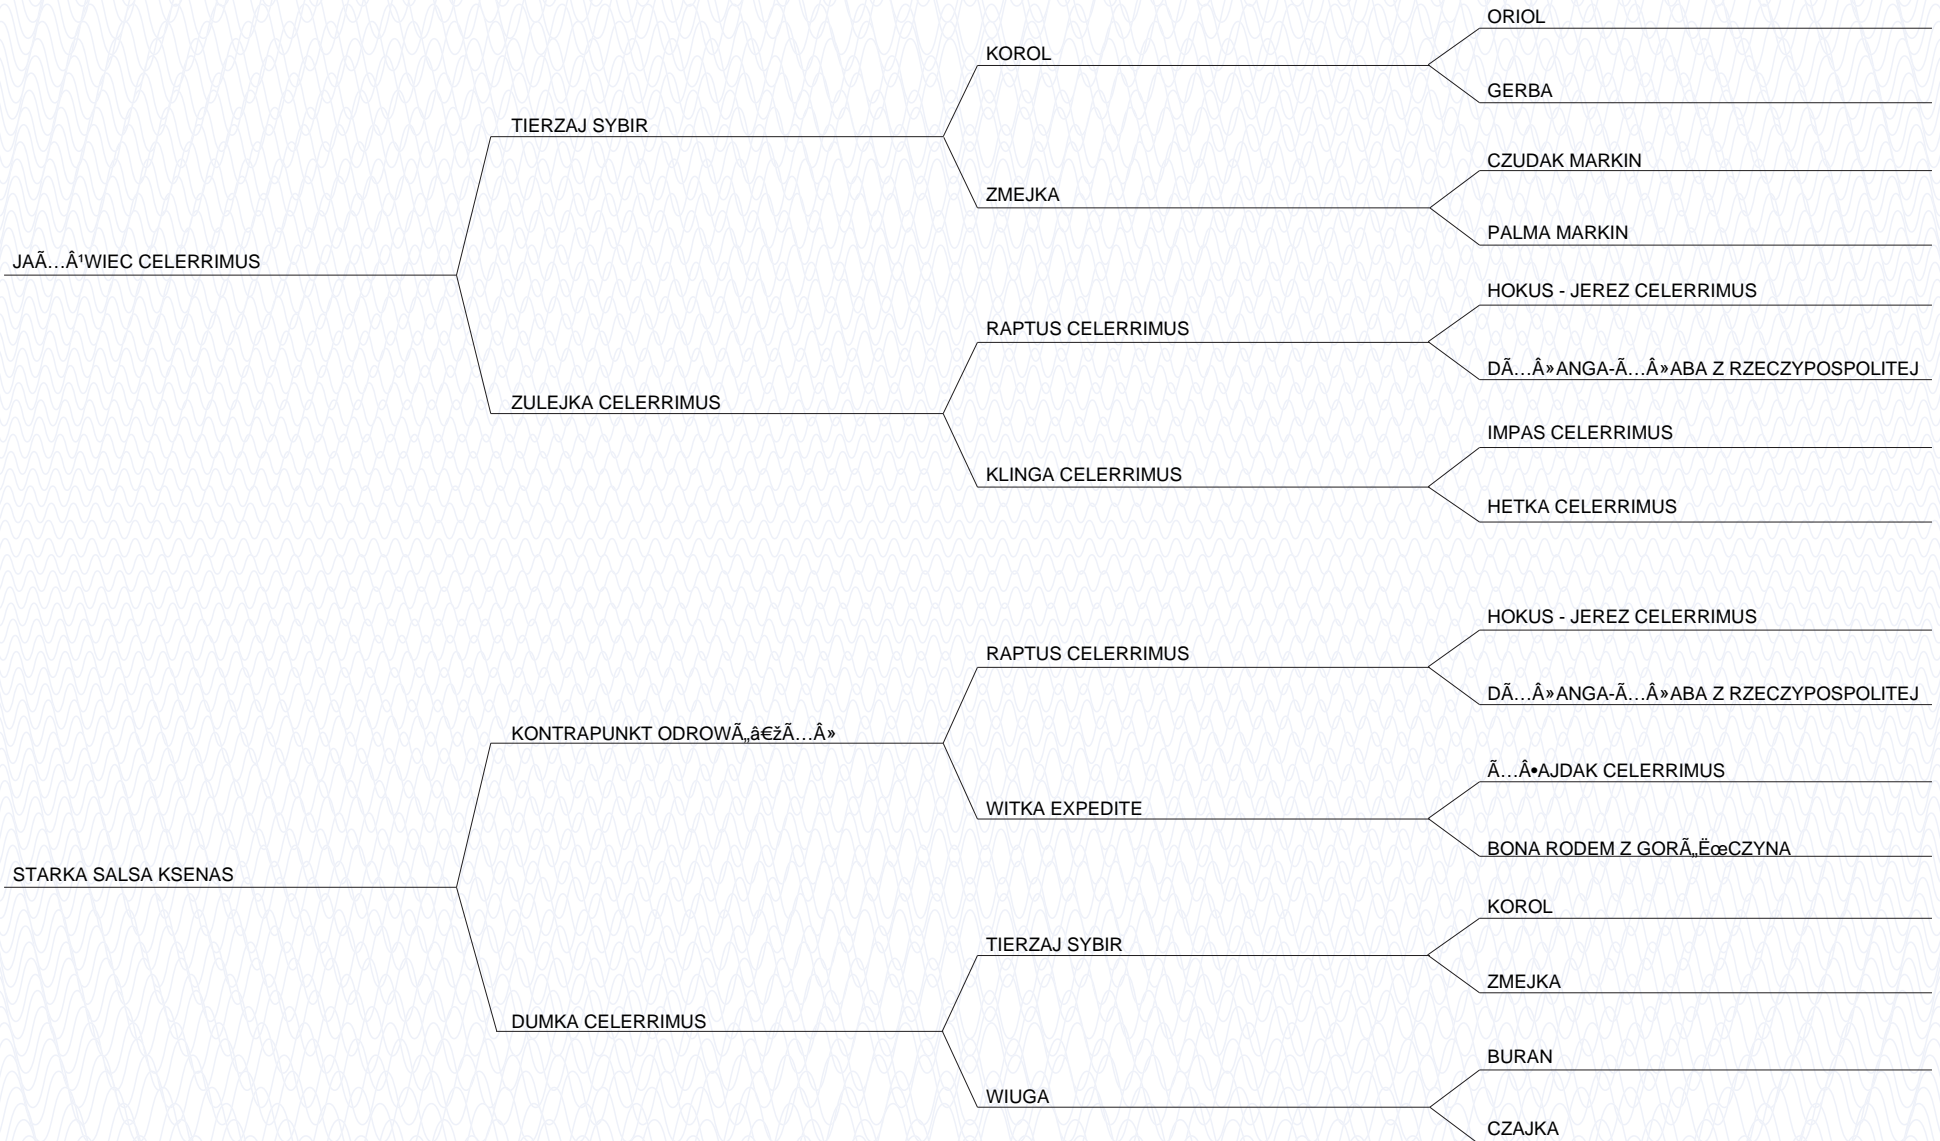 ORIOL
KOROL
GERBA
TIERZAJ SYBIR
CZUDAK MARKIN
ZMEJKA
PALMA MARKIN
JAÃ…Â¹WIEC CELERRIMUS
HOKUS - JEREZ CELERRIMUS
RAPTUS CELERRIMUS
DÃ…Â»ANGA-Ã…Â»ABA Z RZECZYPOSPOLITEJ
ZULEJKA CELERRIMUS
IMPAS CELERRIMUS
KLINGA CELERRIMUS
HETKA CELERRIMUS
HOKUS - JEREZ CELERRIMUS
RAPTUS CELERRIMUS
DÃ…Â»ANGA-Ã…Â»ABA Z RZECZYPOSPOLITEJ
KONTRAPUNKT ODROWÃ„â€žÃ…Â»
Ã…Â•AJDAK CELERRIMUS
WITKA EXPEDITE
BONA RODEM Z GORÃ„ËœCZYNA
STARKA SALSA KSENAS
KOROL
TIERZAJ SYBIR
ZMEJKA
DUMKA CELERRIMUS
BURAN
WIUGA
CZAJKA